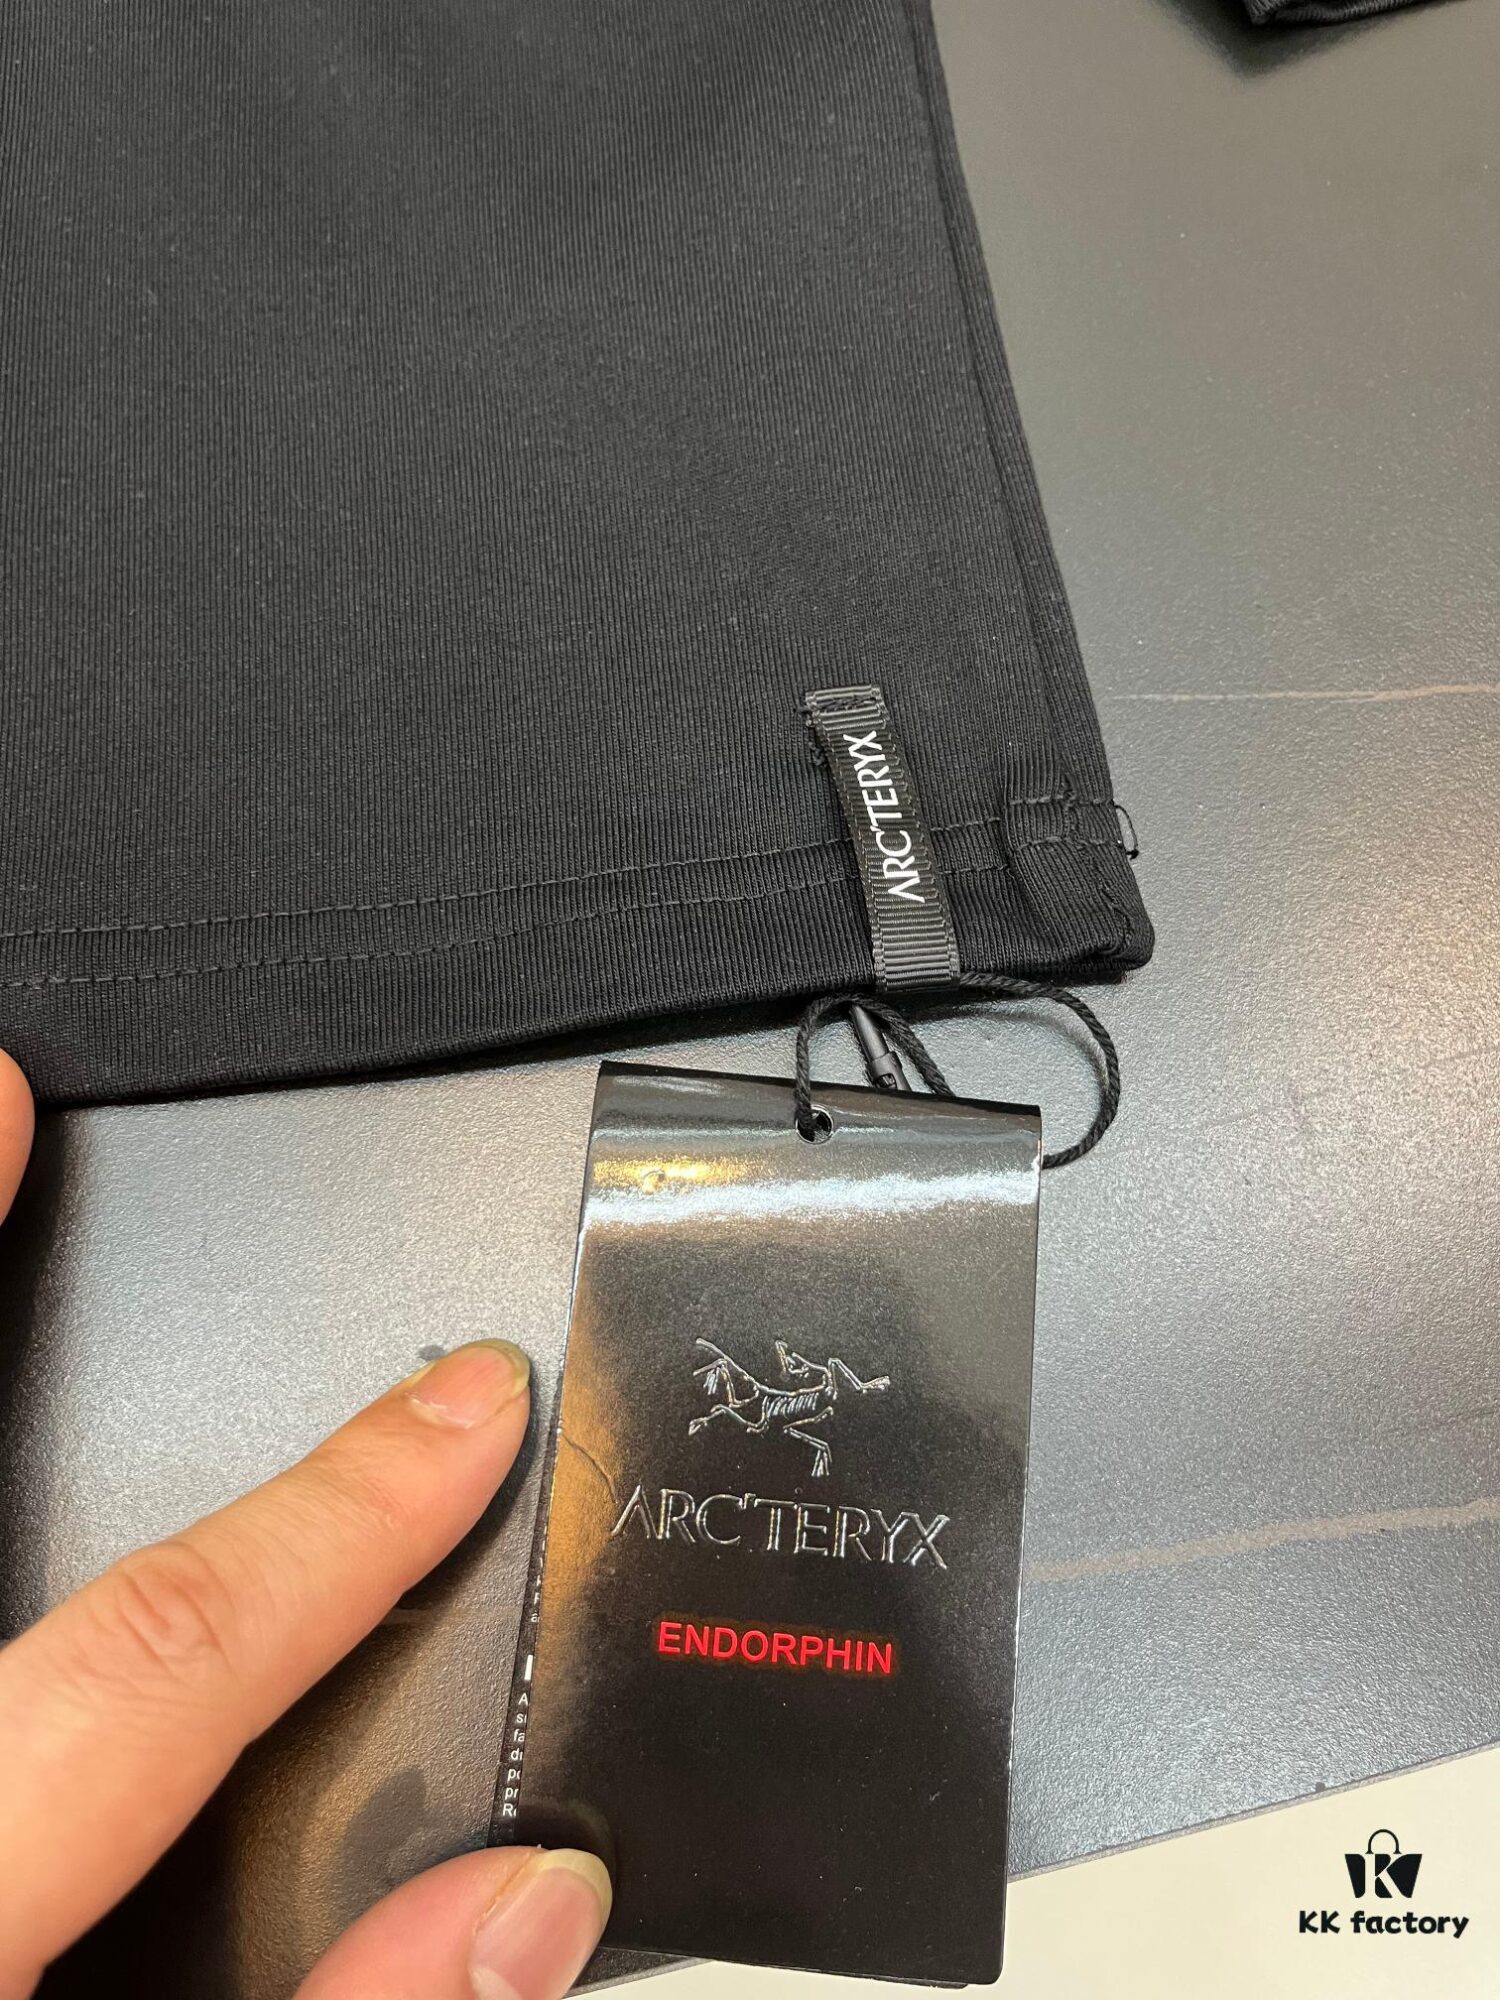 ARC'TERYX
ARC'TERYX
ENDORPHIN
KK factory